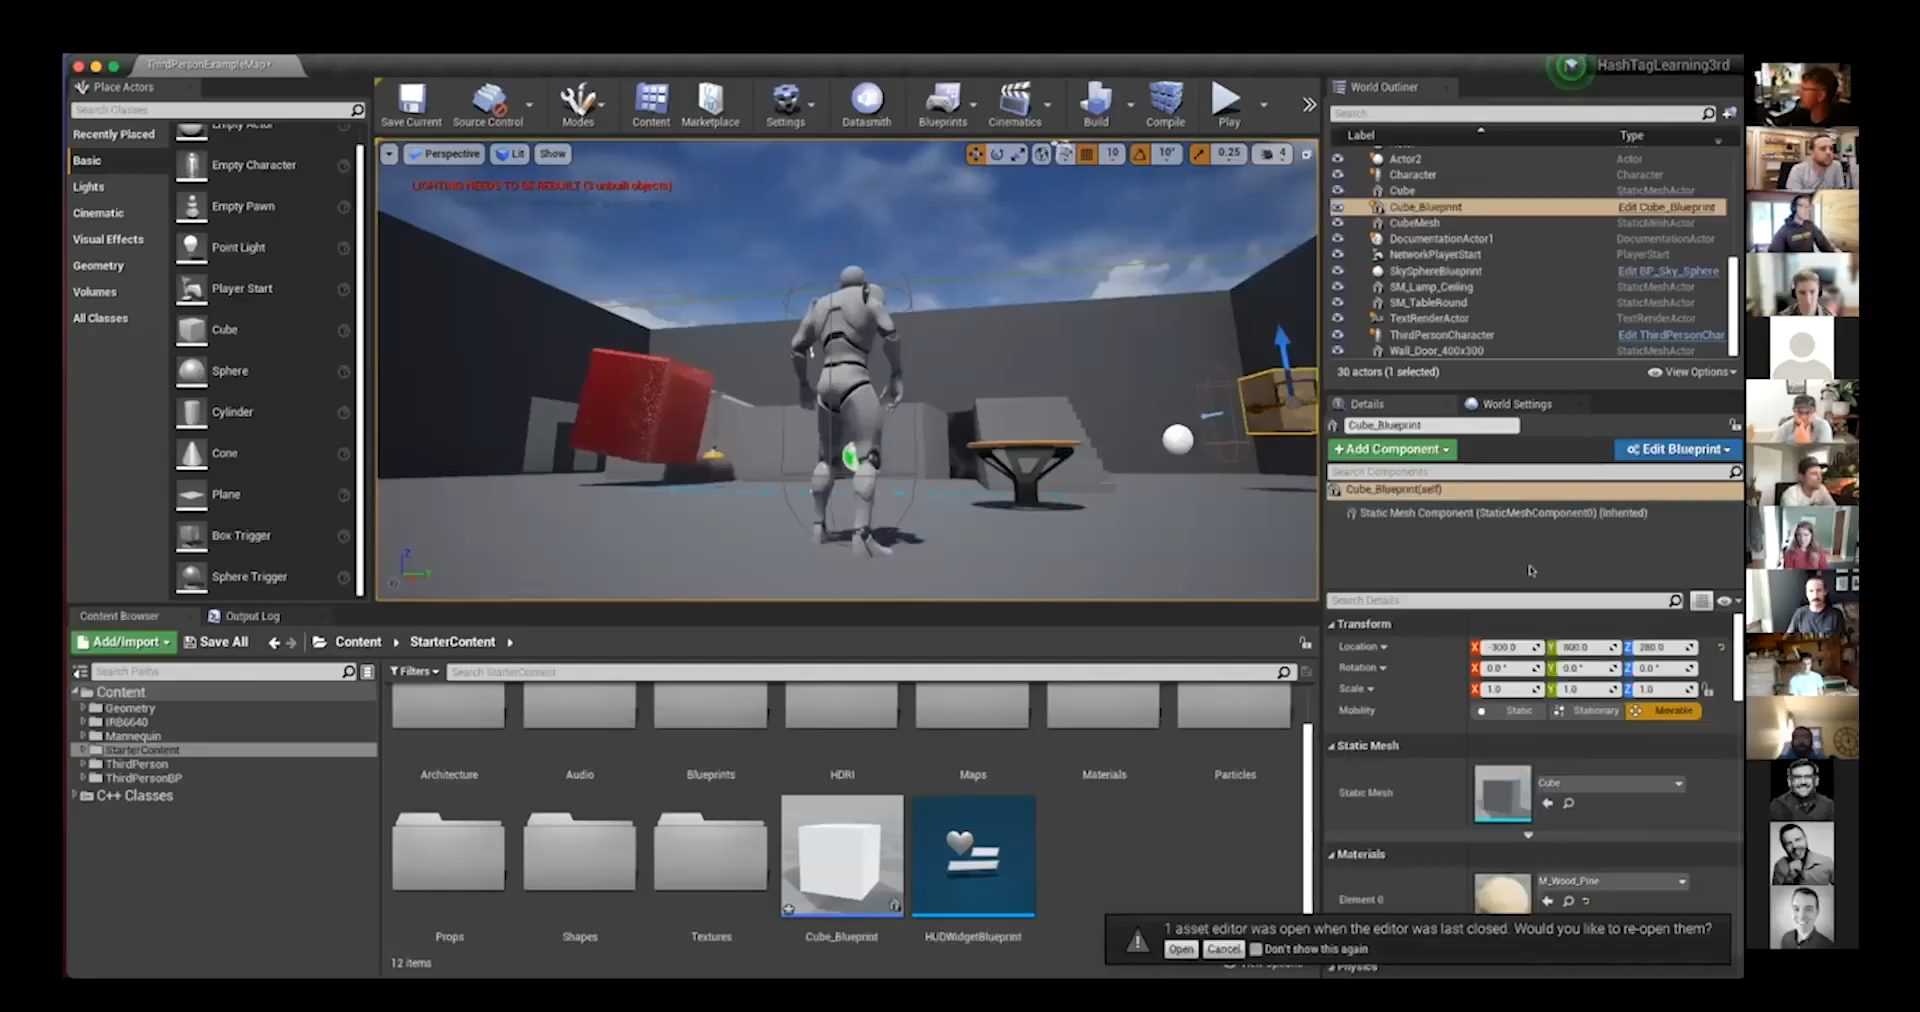 ThirdPersonExampleMap*
HashTagLearning3rd
Place Actors
Search Classes
Recently Placed
Basic
Lights
Cinematic
Visual Effects
Geometry
Volumes
All Classes
Empty Actor
Empty Character
Empty Pawn
Point Light
Player Start
Cube
Sphere
Cylinder
Cone
Plane
Box Trigger
Sphere Trigger
Save Current
Source Control
Modes
Content
Marketplace
Settings
Datasmith
Blueprints
Cinematics
Build
Compile
Play
Perspective
Lit
Show
10
10°
0.25
4
LIGHTING NEEDS TO BE REBUILT (3 unbuilt objects)
Z
Y
World Outliner
Search
Label Type
Actor2 Actor
Character Character
Cube StaticMeshActor
Cube_Blueprint Edit Cube_Blueprint
CubeMesh StaticMeshActor
DocumentationActor1 DocumentationActor
NetworkPlayerStart PlayerStart
SkySphereBlueprint Edit BP_Sky_Sphere
SM_Lamp_Ceiling StaticMeshActor
SM_TableRound StaticMeshActor
TextRenderActor TextRenderActor
ThirdPersonCharacter Edit ThirdPersonChar
Wall_Door_400x300 StaticMeshActor
30 actors (1 selected) View Options
Details World Settings
Cube_Blueprint
+ Add Component Edit Blueprint
Search Components
Cube_Blueprint(self)
Static Mesh Component (StaticMeshComponent0) (Inherited)
Search Details
Transform
Location X -300.0 Y 800.0 Z 280.0
Rotation X 0.0° Y 0.0° Z 0.0°
Scale X 1.0 Y 1.0 Z 1.0
Mobility Static Stationary Movable
Static Mesh
Static Mesh Cube
Materials
Element 0 M_Wood_Pine
Physics
Content Browser Output Log
Add/Import Save All Content StarterContent
Search Paths
Filters Search StarterContent
Content
Geometry
IRB6640
Mannequin
StarterContent
ThirdPerson
ThirdPersonBP
C++ Classes
Architecture Audio Blueprints HDRI Maps Materials Particles
Props Shapes Textures Cube_Blueprint HUDWidgetBlueprint
12 items
View Options
1 asset editor was open when the editor was last closed. Would you like to re-open them?
Open Cancel Don't show this again